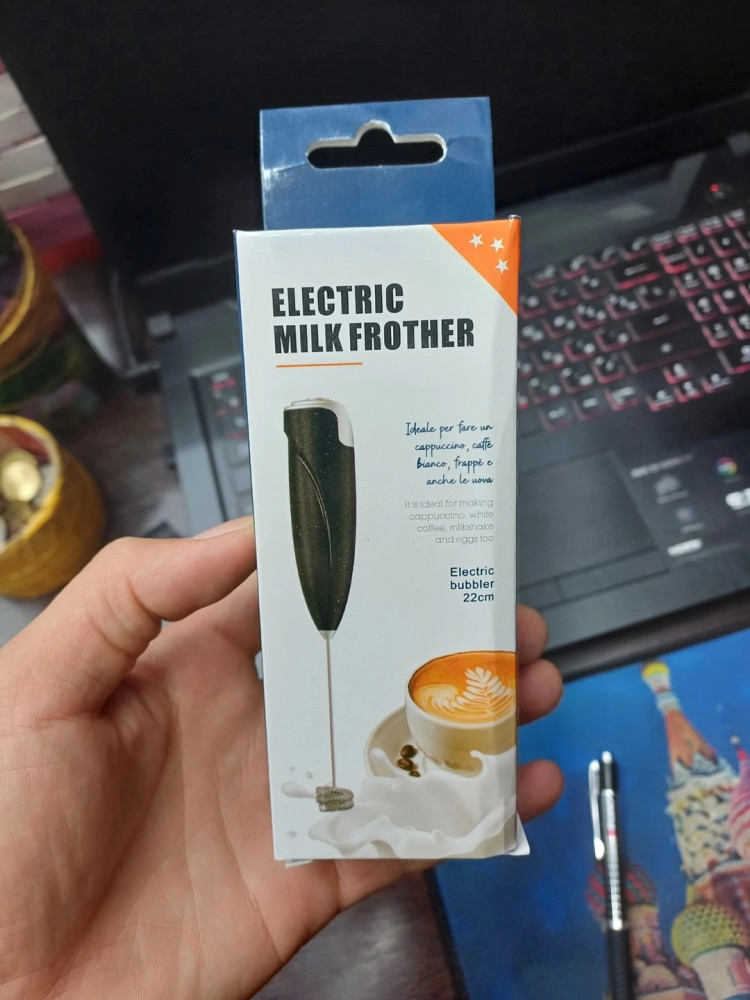 ELECTRIC
MILK FROTHER
Ideale per fare un
cappuccino, caffè
bianco, frappè e
anche le uova
It is ideal for making
cappuccino, white
coffee, milkshake
and eggs too
Electric
bubbler
22cm